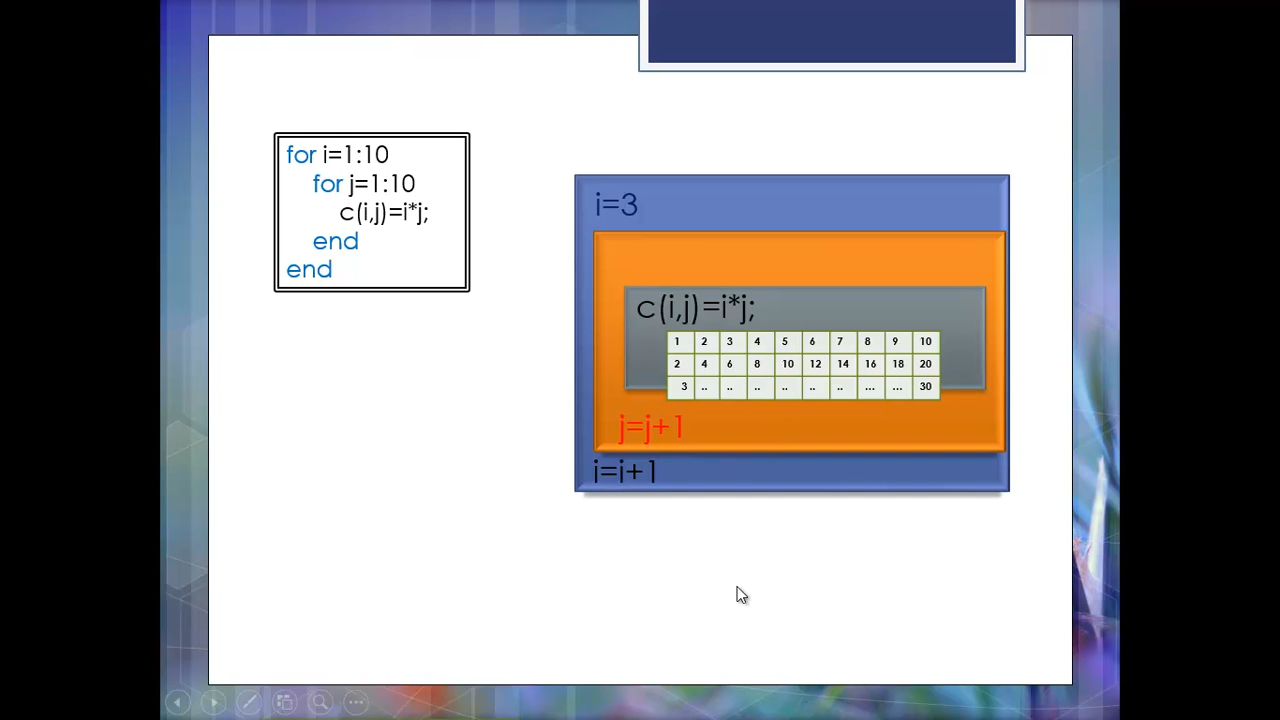 for i=1:10
for j=1:10
c(i,j)=i*j;
end
end
i=3
c(i,j)=i*j;
1 2 3 4 5 6 7 8 9 10
2 4 6 8 10 12 14 16 18 20
3 .. .. .. .. .. .. ... ... 30
j=j+1
i=i+1